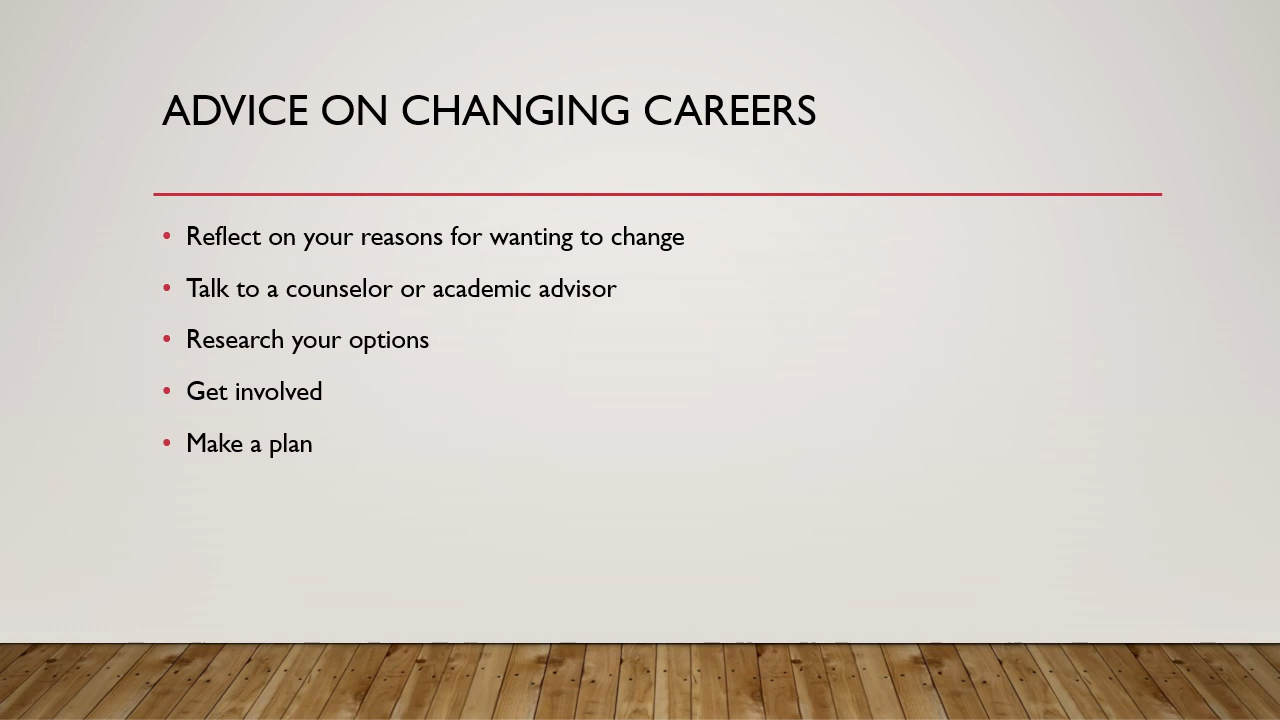 ADVICE ON CHANGING CAREERS
• Reflect on your reasons for wanting to change
• Talk to a counselor or academic advisor
• Research your options
• Get involved
• Make a plan